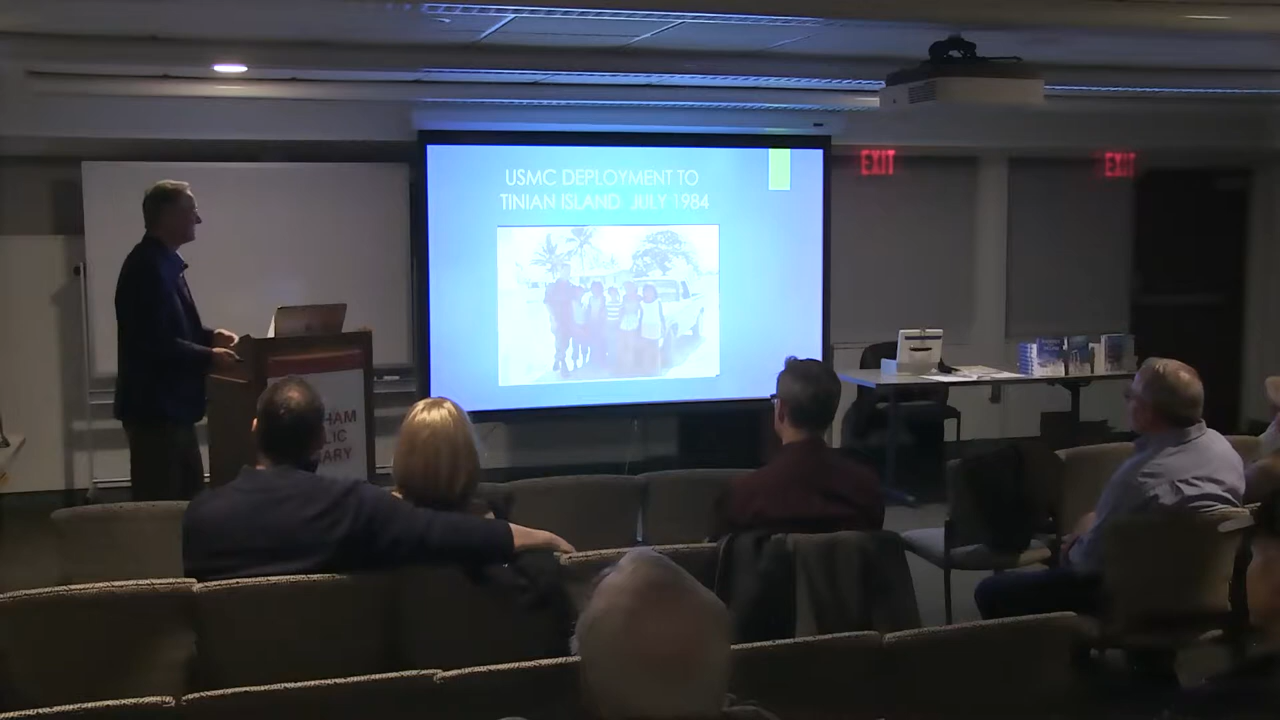 USMC DEPLOYMENT TO
TINIAN ISLAND JULY 1984
EXIT
EXIT
HAM
LIC
ARY